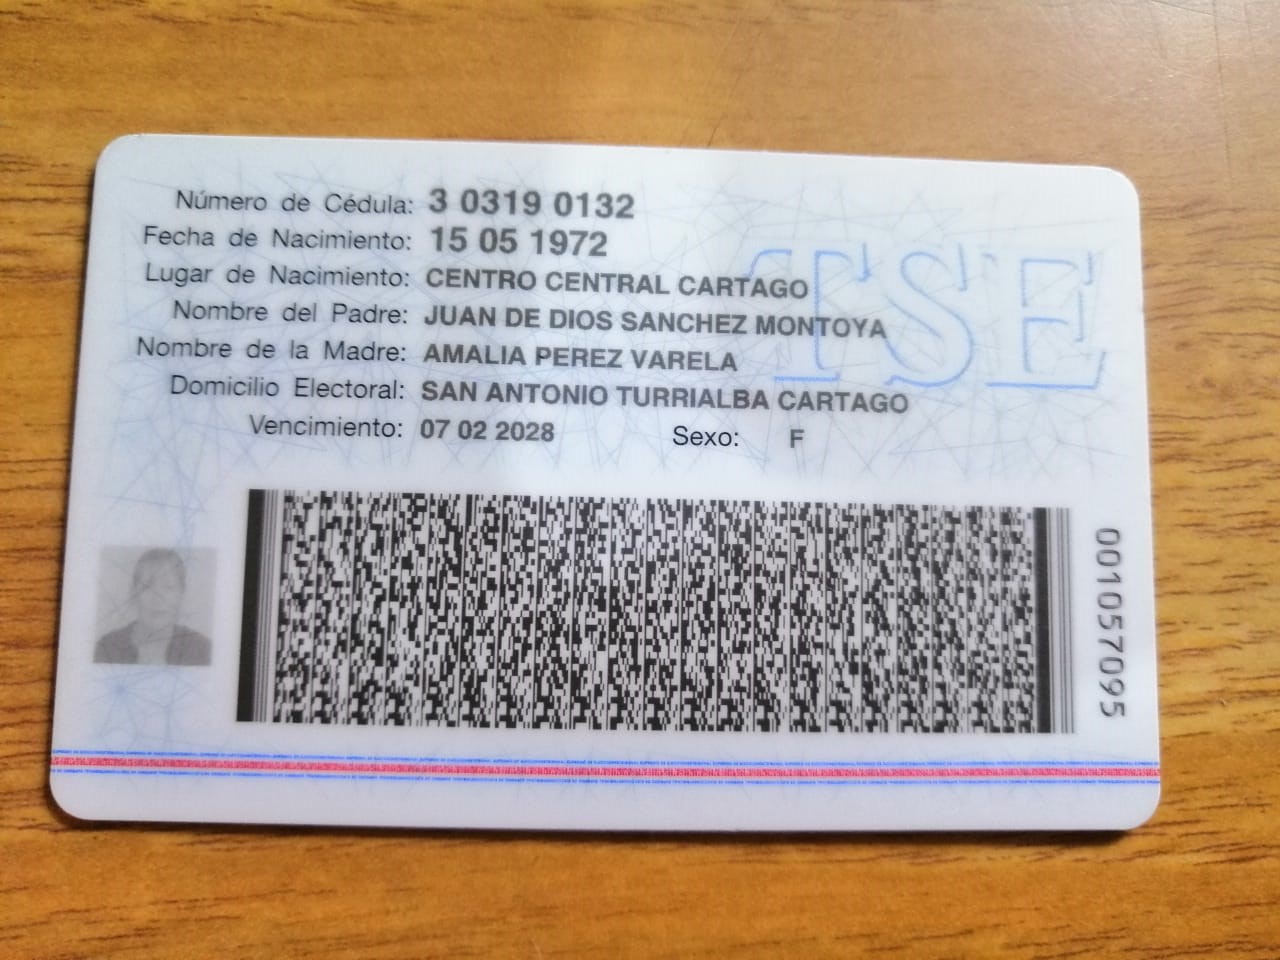 Número de Cédula: 3 0319 0132
Fecha de Nacimiento: 15 05 1972
Lugar de Nacimiento: CENTRO CENTRAL CARTAGO
Nombre del Padre: JUAN DE DIOS SANCHEZ MONTOYA
Nombre de la Madre: AMALIA PEREZ VARELA
Domicilio Electoral: SAN ANTONIO TURRIALBA CARTAGO
Vencimiento: 07 02 2028 Sexo: F
TSE
001057095